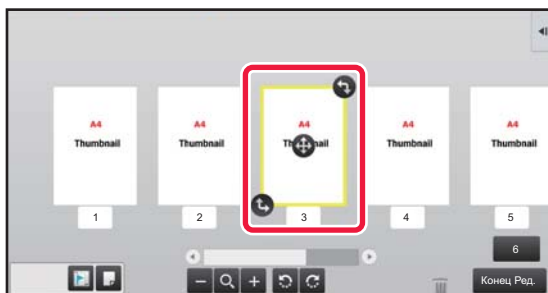 A4 A4 A4 A4 A4
Thumbnail Thumbnail Th nail Thumbnail Thumbnail
1 2 3 4 5
6
Конец Ред.